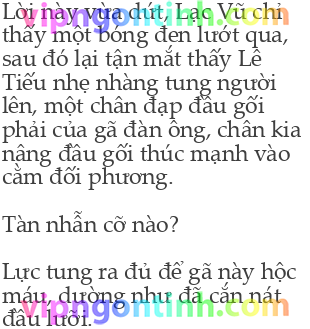 Lời này vừa dứt, Lạc Vũ chỉ
thấy một bóng đen lướt qua,
sau đó lại tận mắt thấy Lê
Tiếu nhẹ nhàng tung người
lên, một chân đạp đầu gối
phải của gã đàn ông, chân kia
nâng đầu gối thúc mạnh vào
cằm đối phương.
Tàn nhẫn cỡ nào?
Lực tung ra đủ để gã này hộc
máu, dường như đã cắn nát
đầu lưỡi.
vipngontinh.com
vipngontinh.com